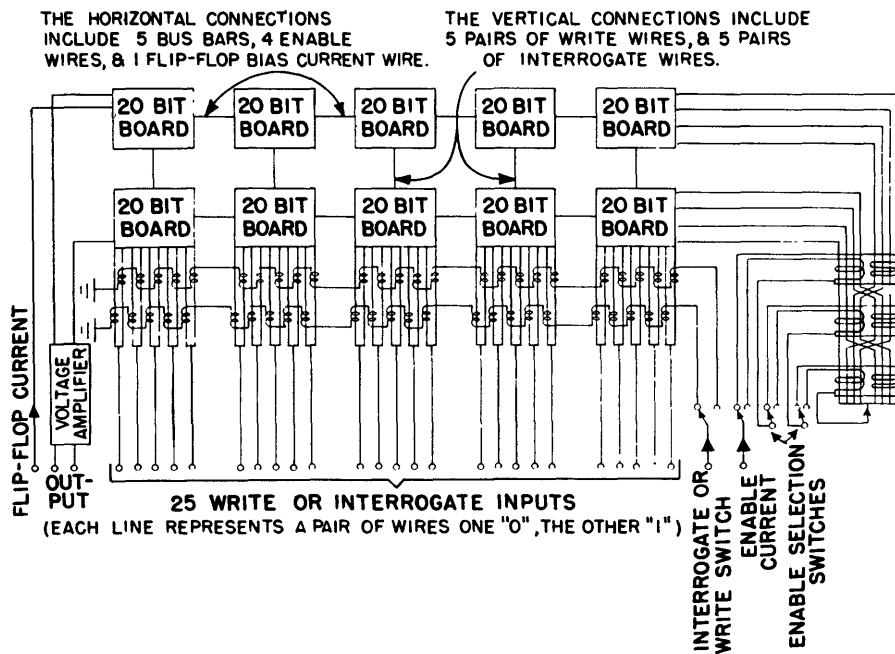 THE HORIZONTAL CONNECTIONS
INCLUDE 5 BUS BARS, 4 ENABLE
WIRES, & I FLIP-FLOP BIAS CURRENT WIRE.
THE VERTICAL CONNECTIONS INCLUDE
5 PAIRS OF WRITE WIRES, & 5 PAIRS
OF INTERROGATE WIRES.
20 BIT
BOARD
20 BIT
BOARD
20 BIT
BOARD
20 BIT
BOARD
20 BIT
BOARD
20 BIT
BOARD
20 BIT
BOARD
20 BIT
BOARD
20 BIT
BOARD
20 BIT
BOARD
FLIP-FLOP CURRENT
VOLTAGE
AMPLIFIER
OUT-
PUT
25 WRITE OR INTERROGATE INPUTS
(EACH LINE REPRESENTS A PAIR OF WIRES ONE "0", THE OTHER "I")
INTERROGATE OR
WRITE SWITCH
ENABLE
CURRENT
ENABLE SELECTION
SWITCHES